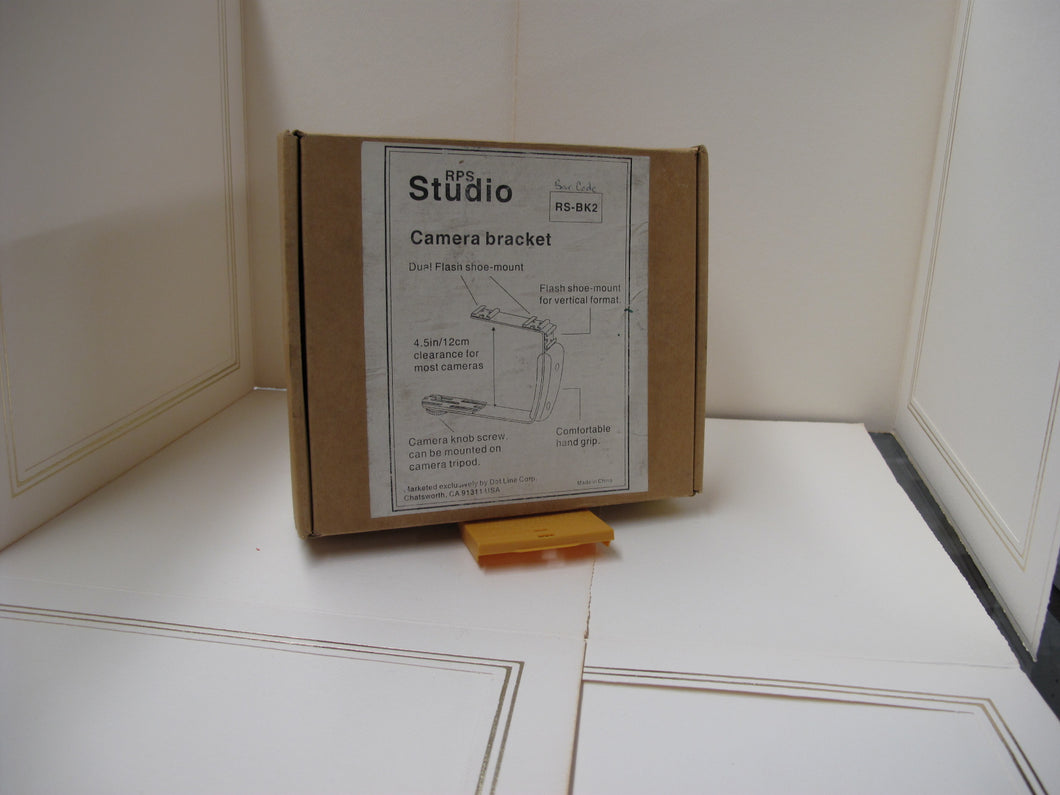 RPS
Studio
Bar Code
RS-BK2
Camera bracket
Dual Flash shoe-mount
Flash shoe-mount
for vertical format.
4.5in/12cm
clearance for
most cameras
Camera knob screw.
can be mounted on
camera tripod.
Comfortable
hand grip.
Marketed exclusively by Dot Line Corp.
Chatsworth, CA 91311 USA
Made in China